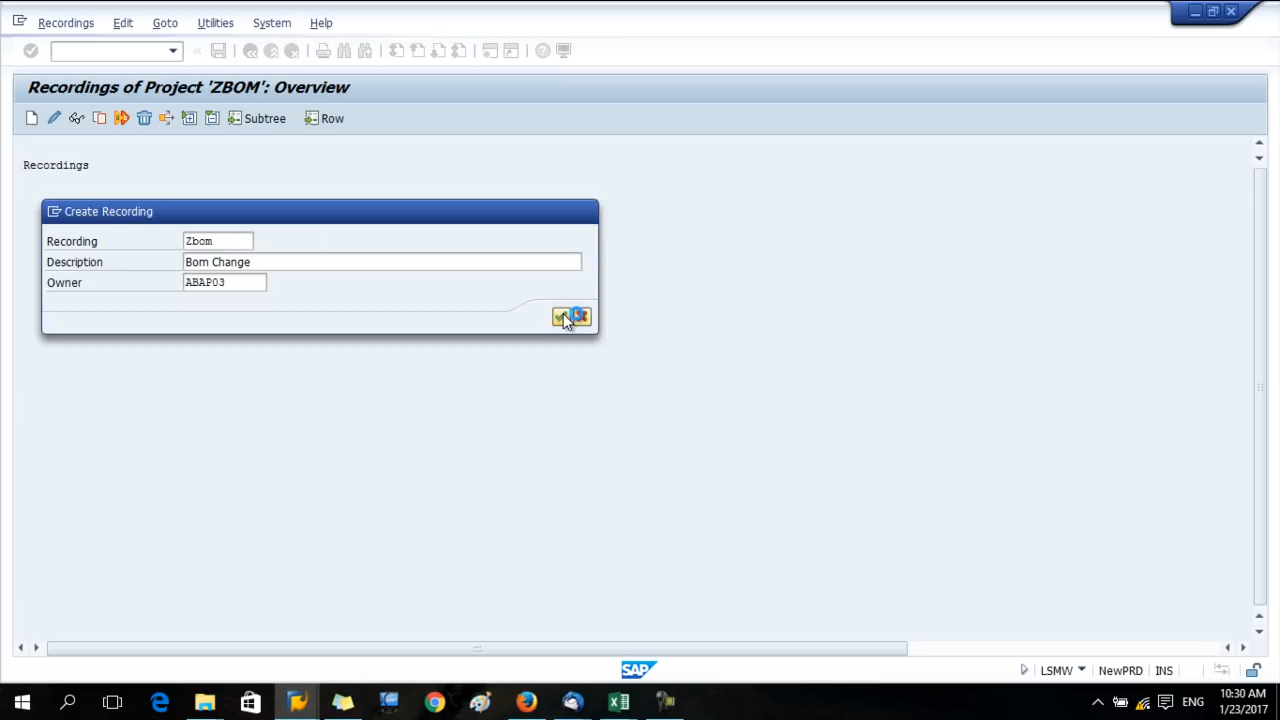 Recordings Edit Goto Utilities System Help
Recordings of Project 'ZBOM': Overview
Subtree Row
Recordings
Create Recording
Recording Zbom
Description Bom Change
Owner ABAP03
SAP
LSMW NewPRD INS
ENG
10:30 AM
1/23/2017